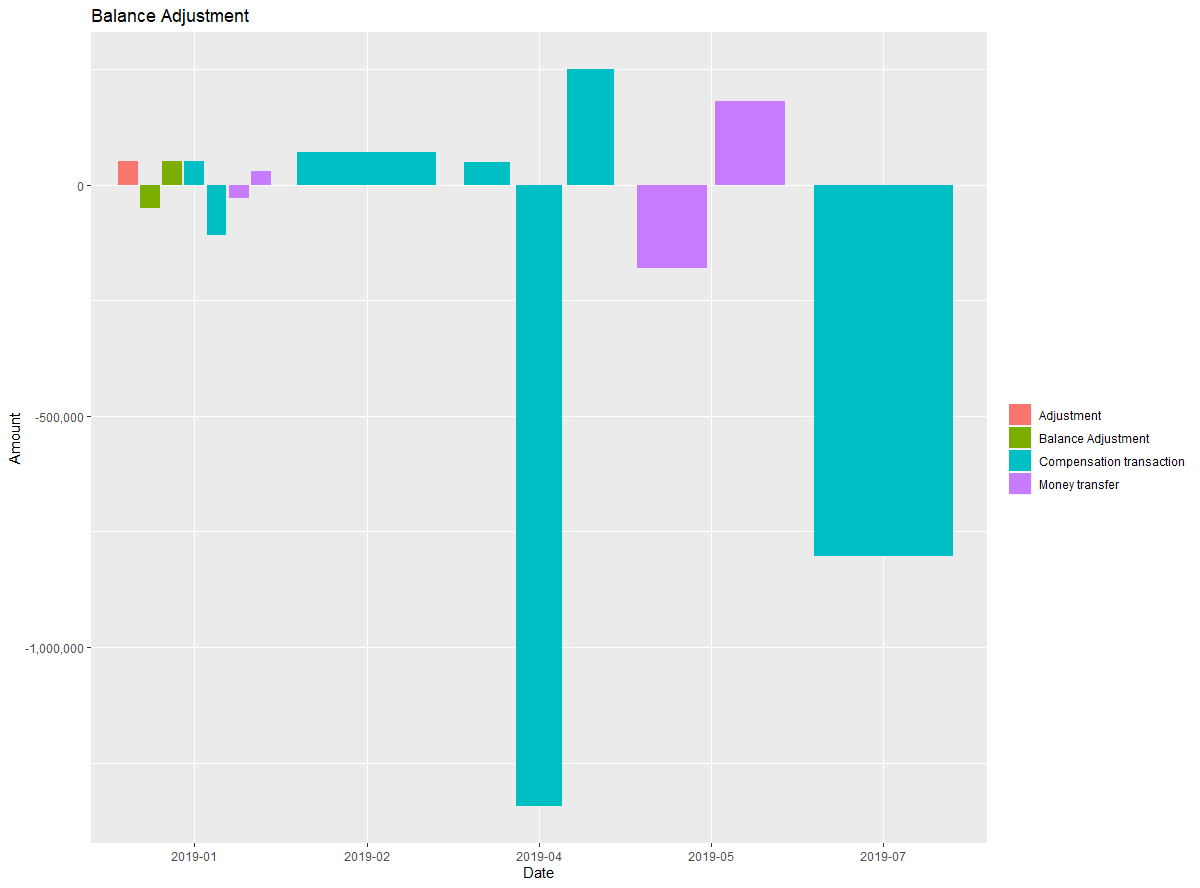 Balance Adjustment
Amount
0
-500,000
-1,000,000
2019-01
2019-02
2019-04
2019-05
2019-07
Date
Adjustment
Balance Adjustment
Compensation transaction
Money transfer